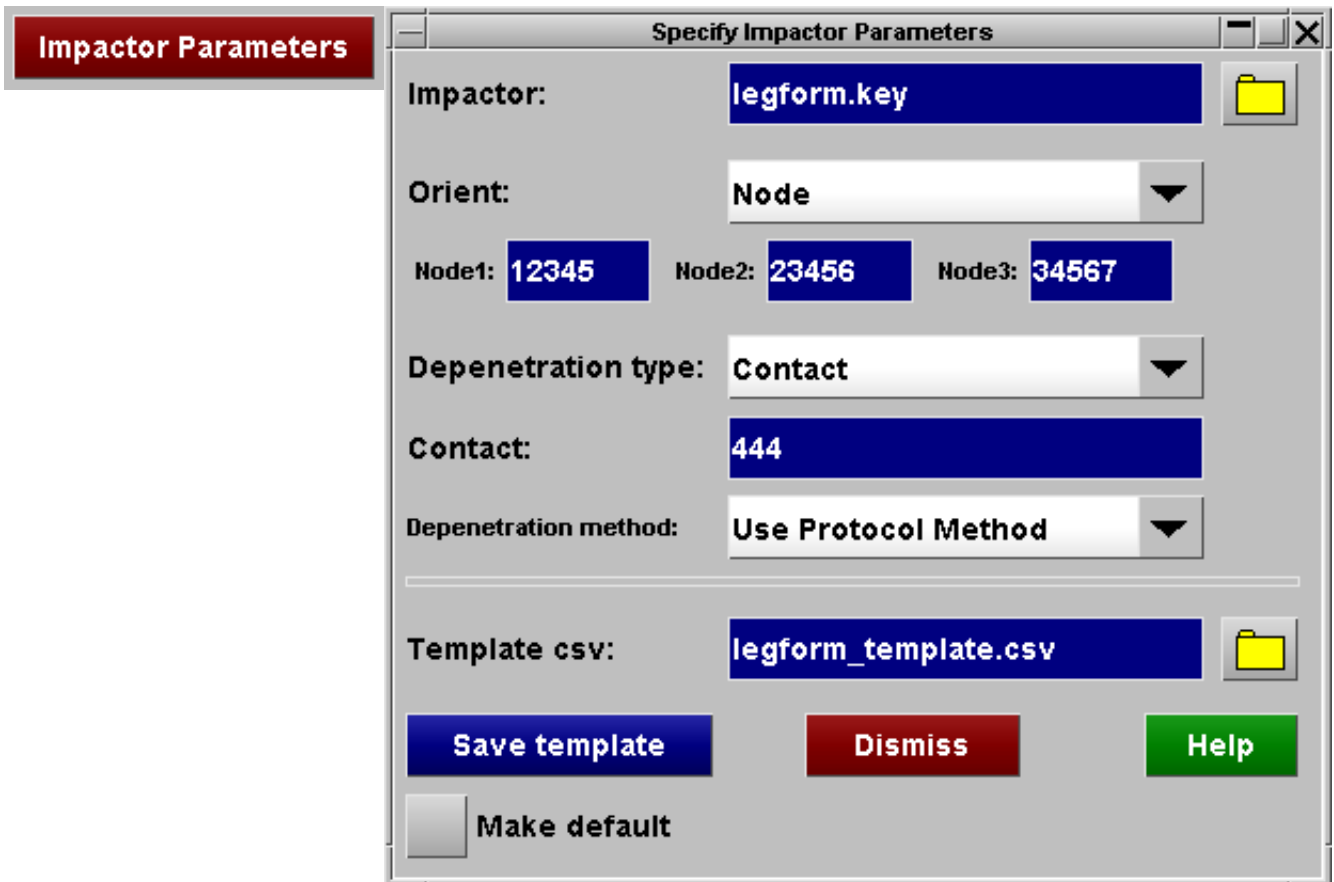 Impactor Parameters
Specify Impactor Parameters
Impactor: legform.key
Orient: Node
Node1: 12345 Node2: 23456 Node3: 34567
Depenetration type: Contact
Contact: 444
Depenetration method: Use Protocol Method
Template csv: legform_template.csv
Save template Dismiss Help
Make default